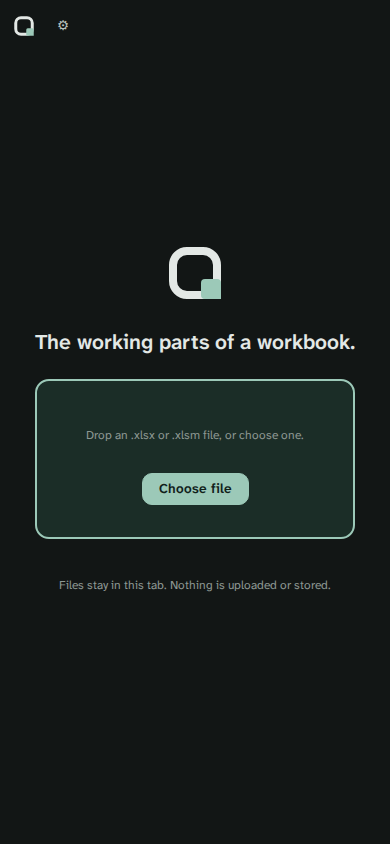 The working parts of a workbook.
Drop an .xlsx or .xlsm file, or choose one.
Choose file
Files stay in this tab. Nothing is uploaded or stored.